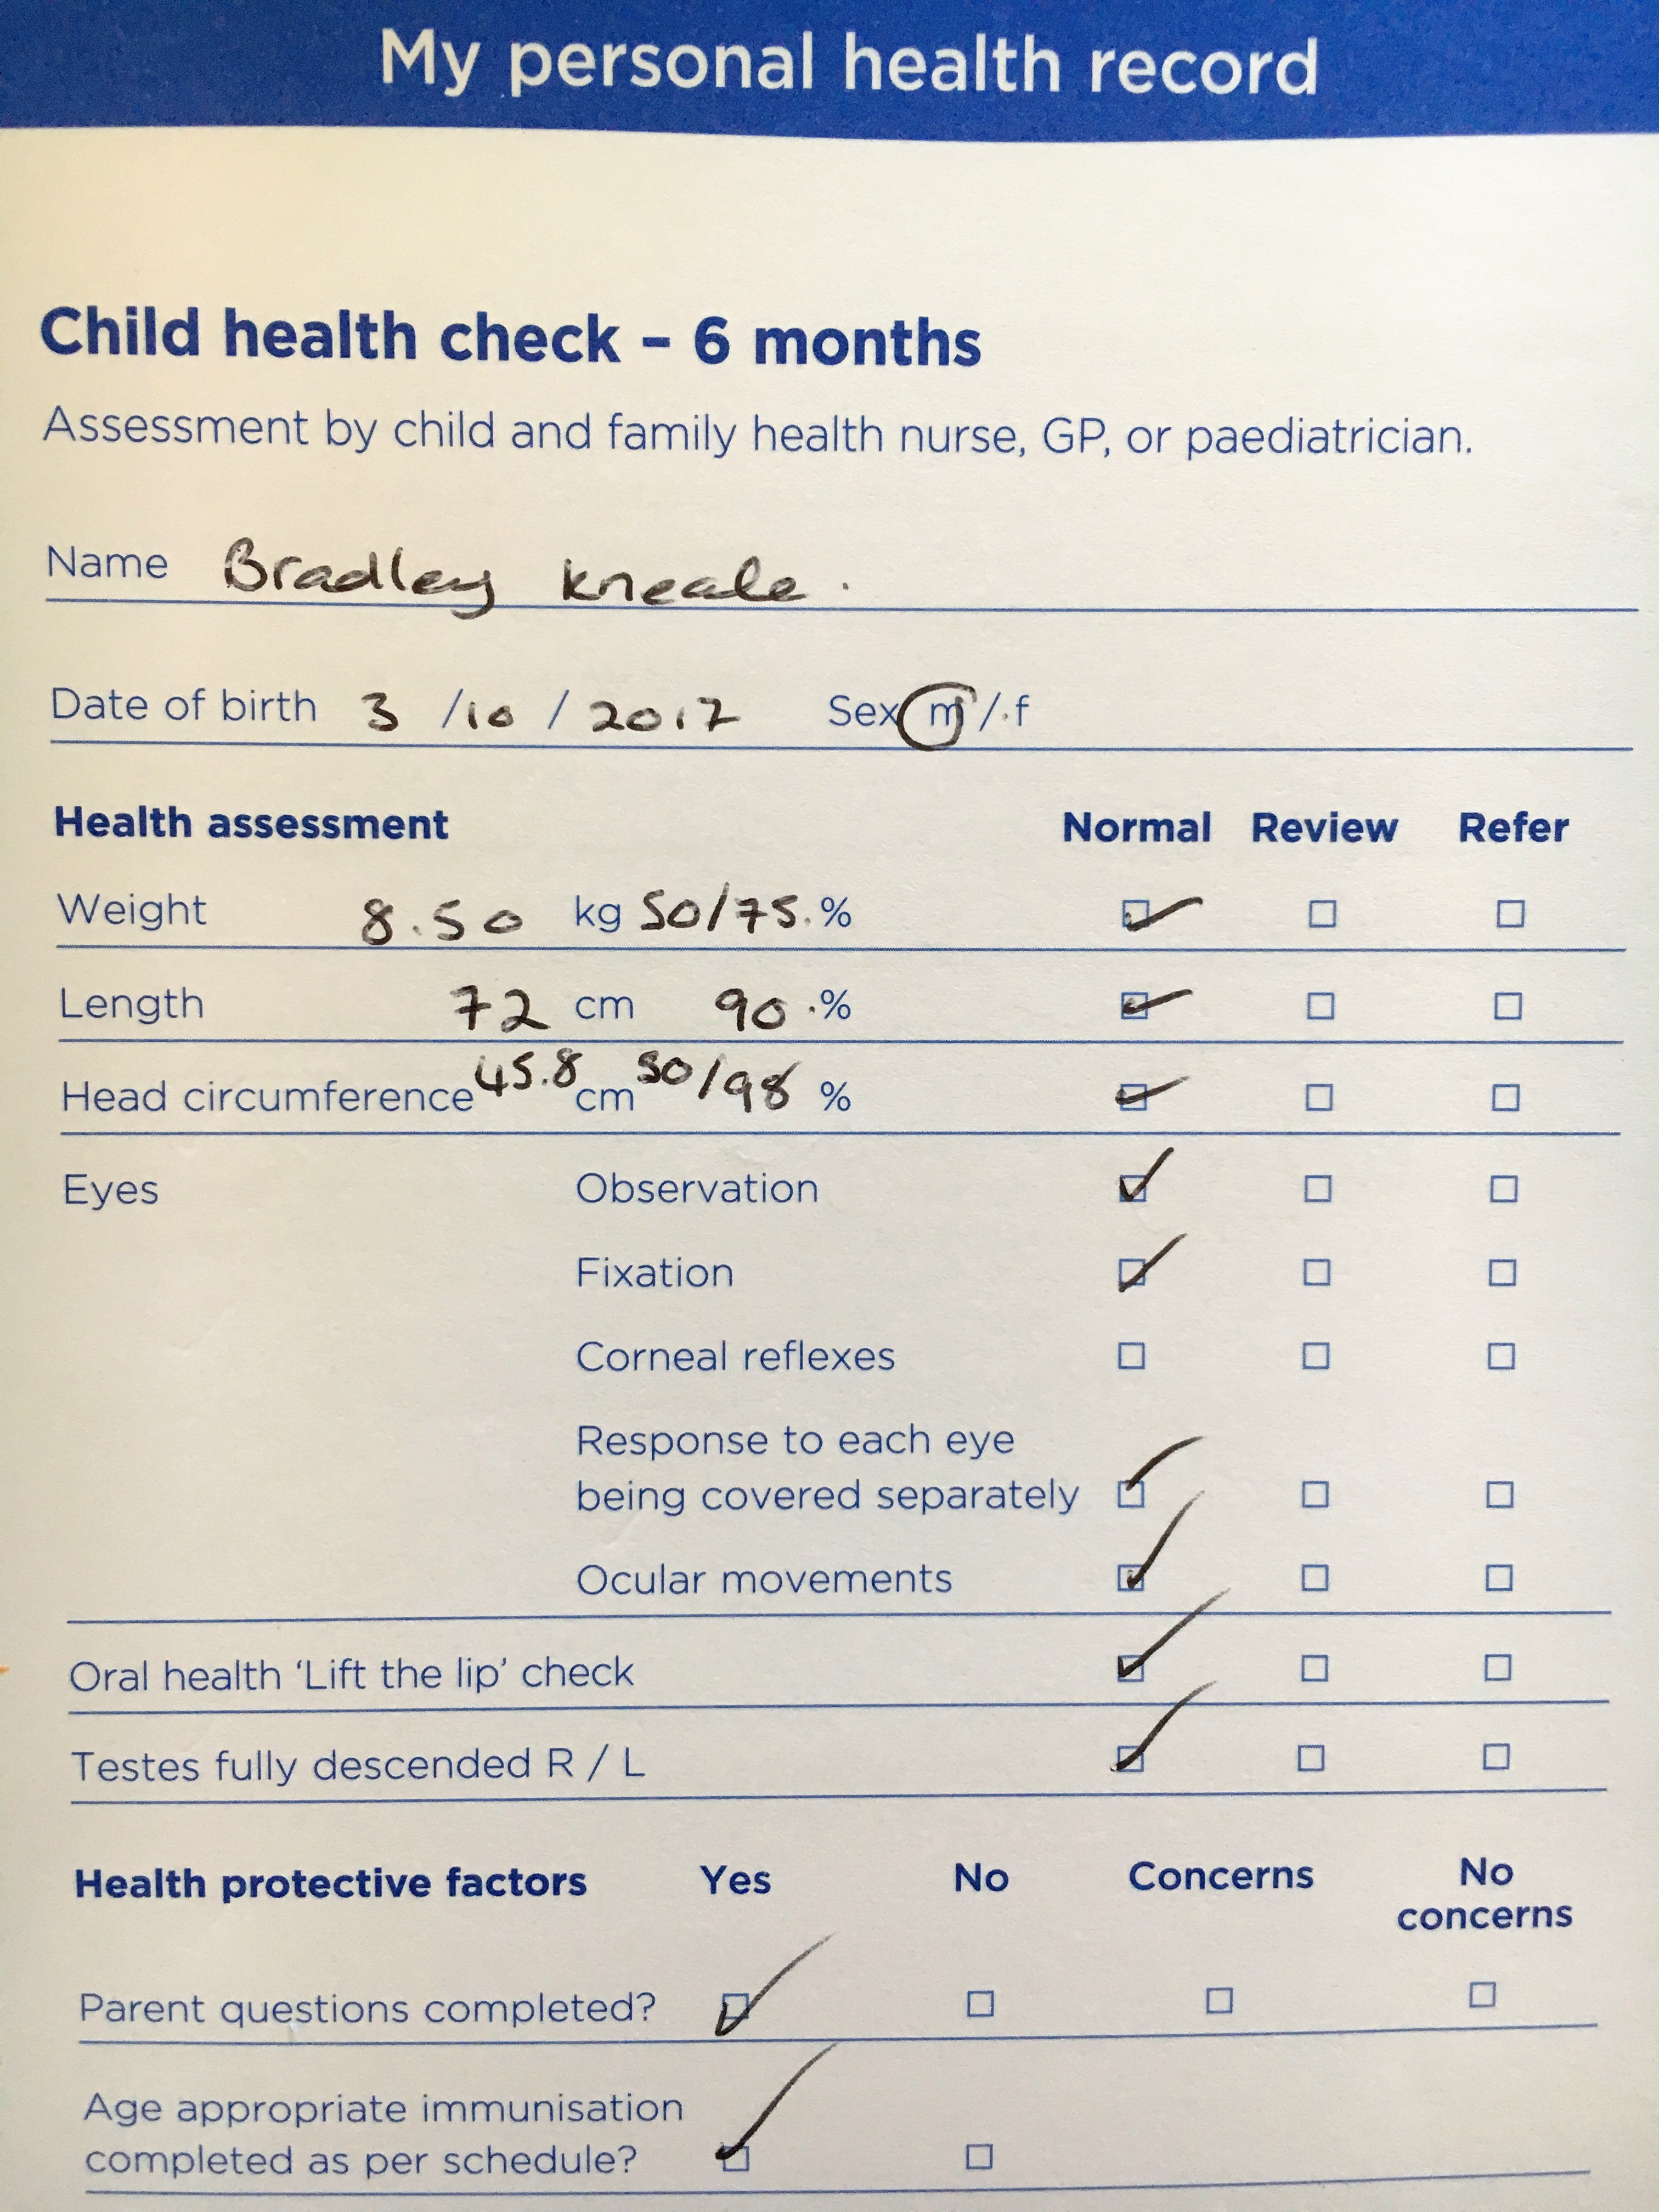 My personal health record
Child health check – 6 months
Assessment by child and family health nurse, GP, or paediatrician.
Name Bradley Kneale.
Date of birth 3 / 10 / 2017 Sex m / f
Health assessment Normal Review Refer
Weight 8.50 kg 50/75. %
Length 72 cm 90 %
Head circumference 45.8 cm 50/98 %
Eyes Observation
Fixation
Corneal reflexes
Response to each eye
being covered separately
Ocular movements
Oral health ‘Lift the lip’ check
Testes fully descended R / L
Health protective factors Yes No Concerns No
concerns
Parent questions completed?
Age appropriate immunisation
completed as per schedule?